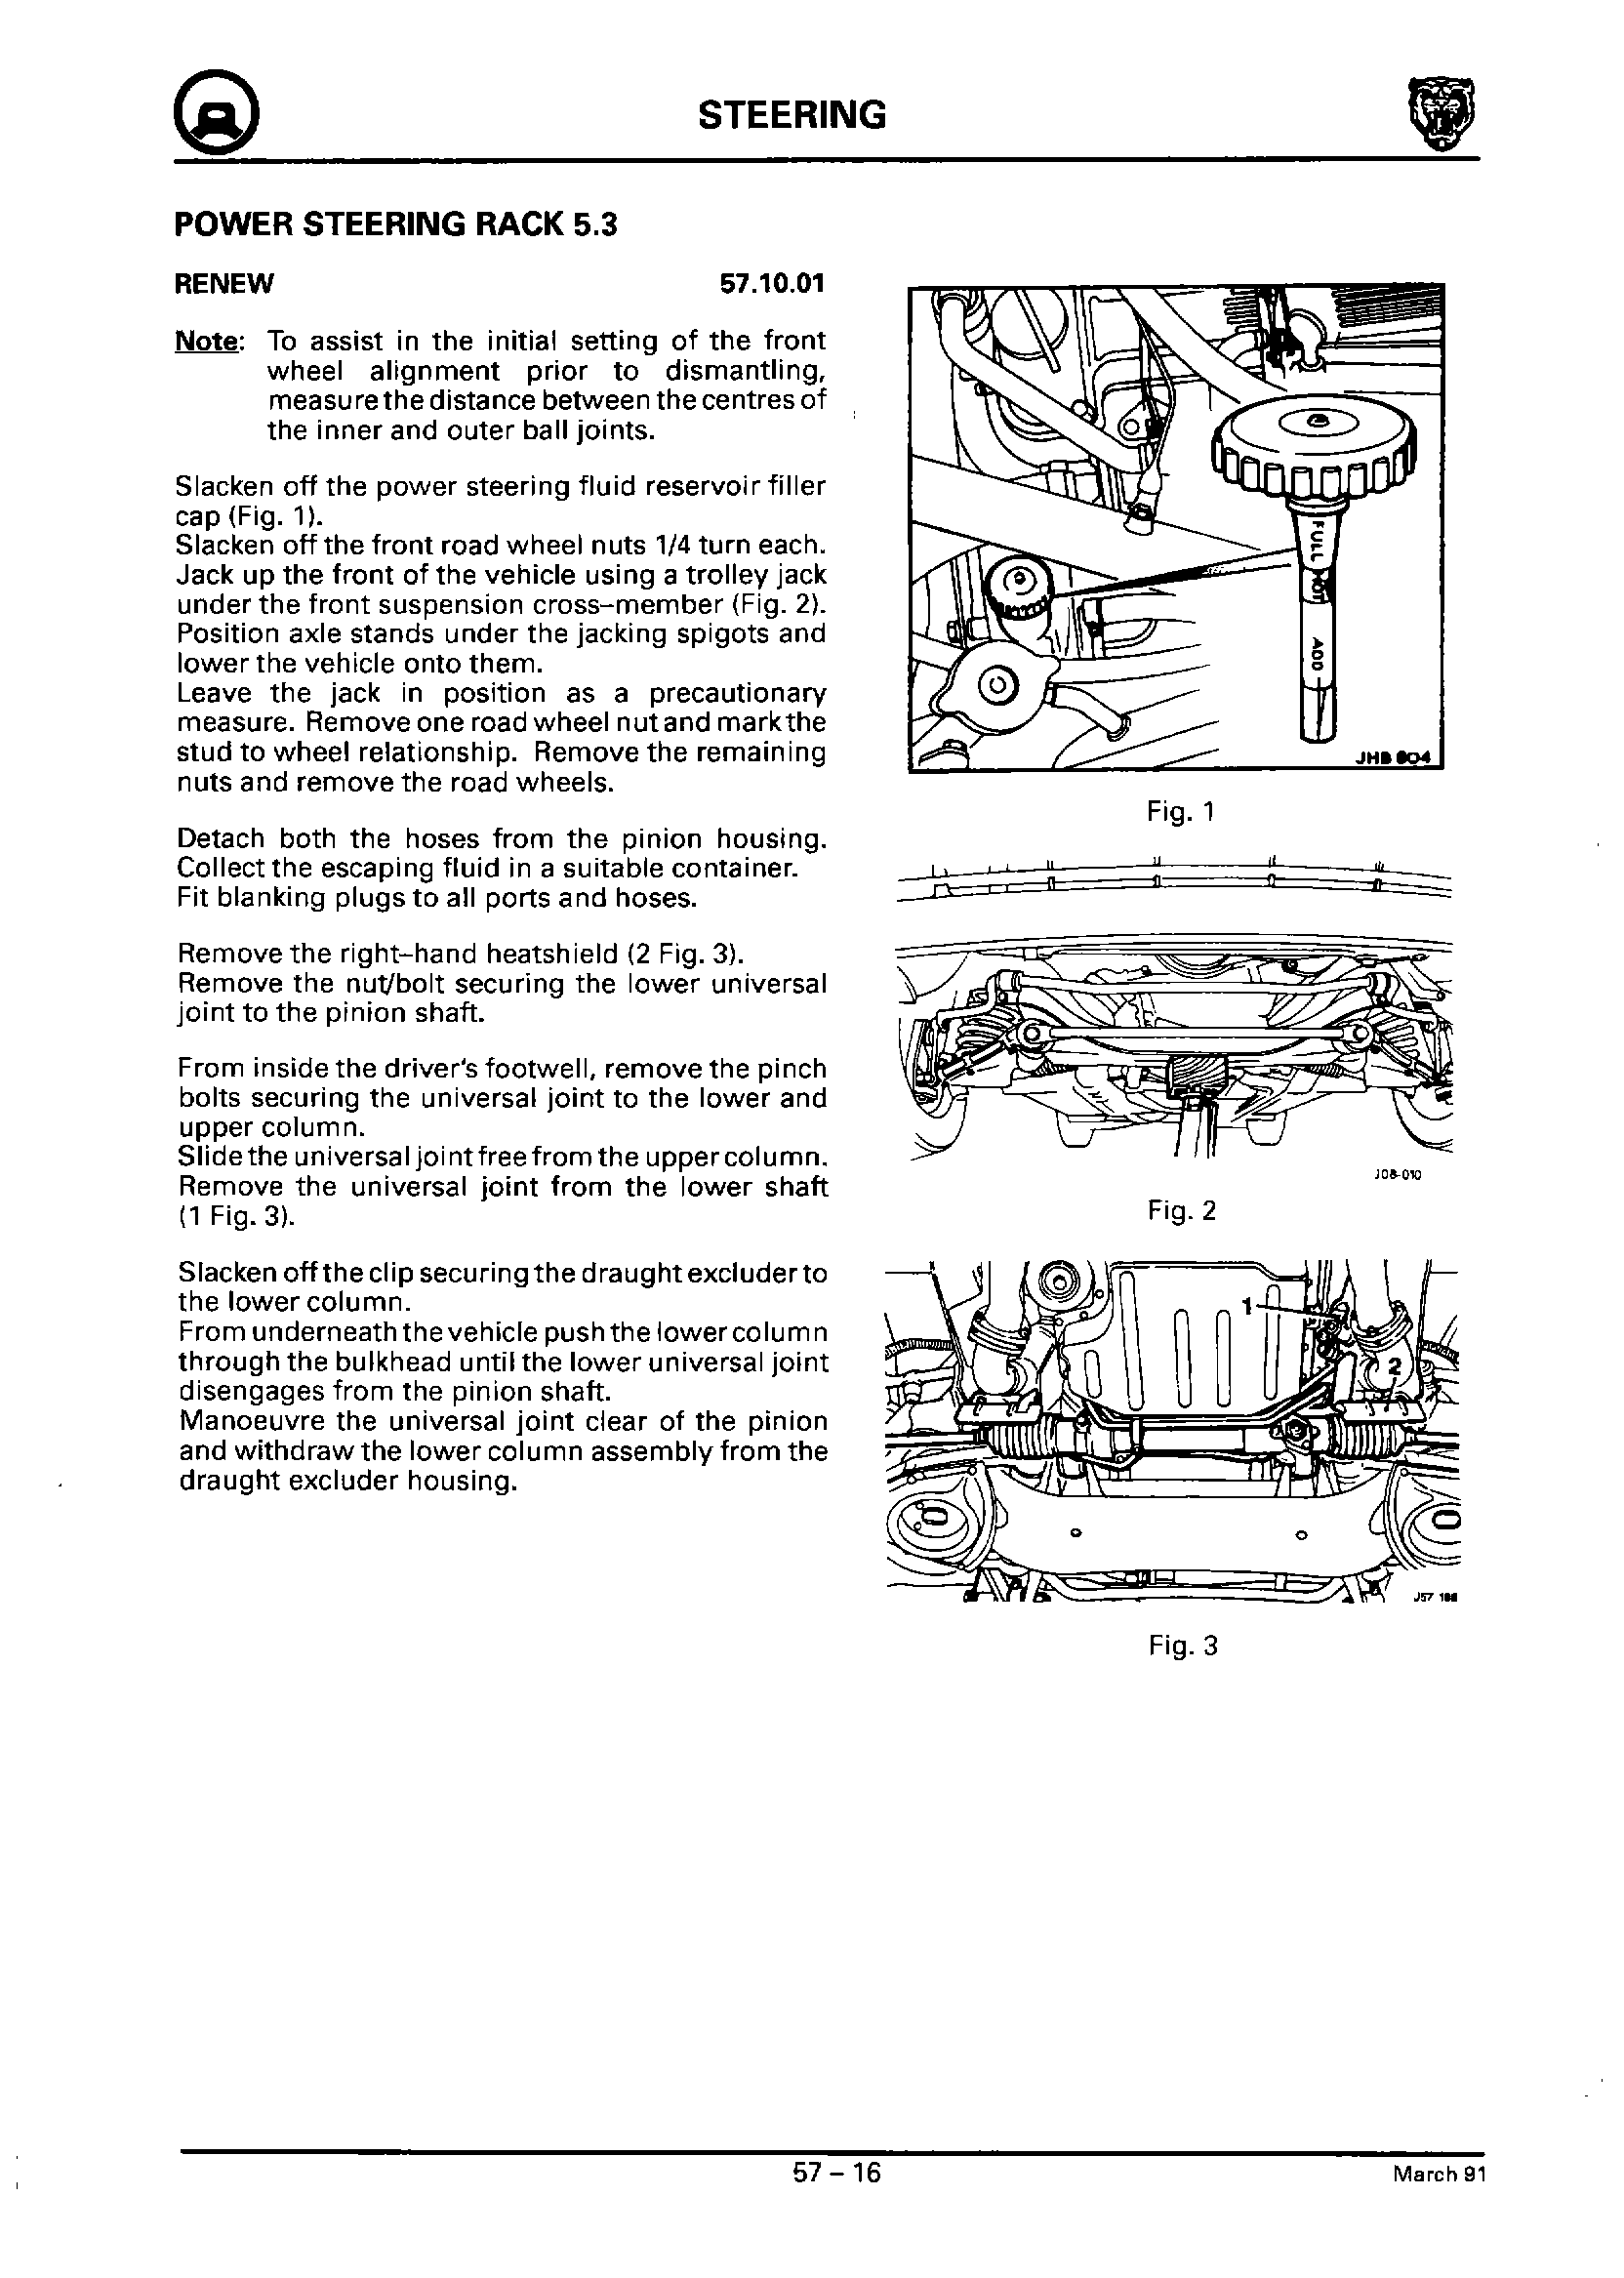 STEERING
POWER STEERING RACK 5.3
RENEW 57.10.01
Note: To assist in the initial setting of the front
wheel alignment prior to dismantling,
measure the distance between the centres of
the inner and outer ball joints.
Slacken off the power steering fluid reservoir filler
cap (Fig. 1).
Slacken off the front road wheel nuts 1/4 turn each.
Jack up the front of the vehicle using a trolley jack
under the front suspension cross-member (Fig. 2).
Position axle stands under the jacking spigots and
lower the vehicle onto them.
Leave the jack in position as a precautionary
measure. Remove one road wheel nut and mark the
stud to wheel relationship. Remove the remaining
nuts and remove the road wheels.
Detach both the hoses from the pinion housing.
Collect the escaping fluid in a suitable container.
Fit blanking plugs to all ports and hoses.
Remove the right-hand heatshield (2 Fig. 3).
Remove the nut/bolt securing the lower universal
joint to the pinion shaft.
From inside the driver's footwell, remove the pinch
bolts securing the universal joint to the lower and
upper column.
Slide the universal joint free from the upper column.
Remove the universal joint from the lower shaft
(1 Fig. 3).
Slacken off the clip securing the draught excluder to
the lower column.
From underneath the vehicle push the lower column
through the bulkhead until the lower universal joint
disengages from the pinion shaft.
Manoeuvre the universal joint clear of the pinion
and withdraw the lower column assembly from the
draught excluder housing.
FULL
HOT
ADD
JHB 804
Fig. 1
J08-010
Fig. 2
1
2
J57
Fig. 3
57 – 16
March 91